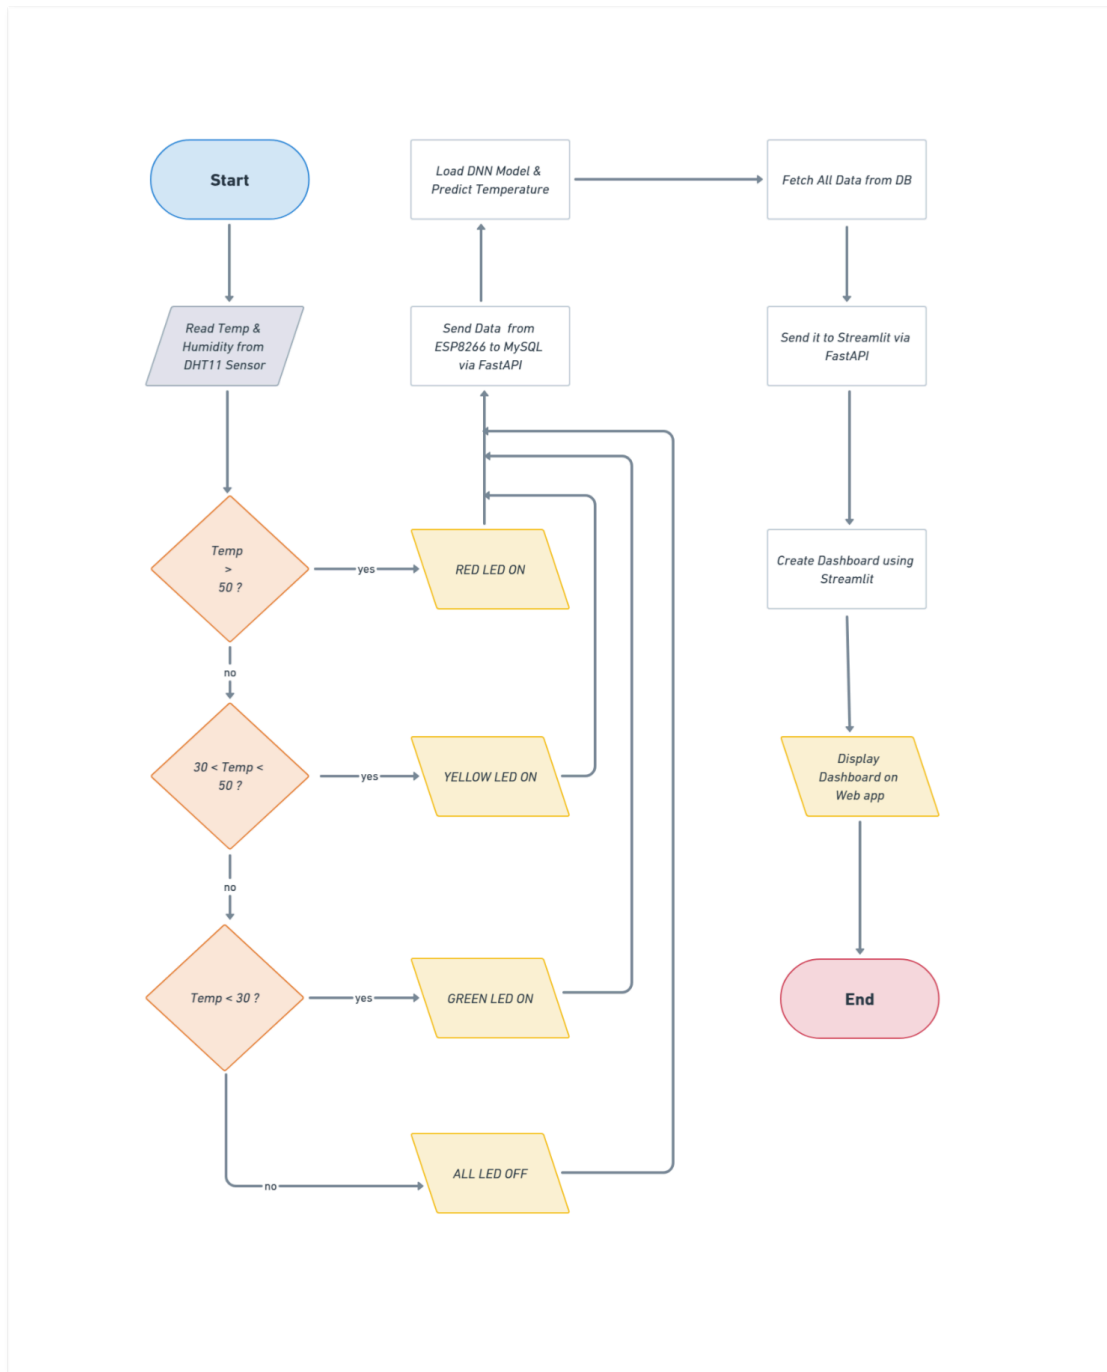 Start
Read Temp &
Humidity from
DHT11 Sensor
Temp
>
50 ?
yes
RED LED ON
no
30 < Temp <
50 ?
yes
YELLOW LED ON
no
Temp < 30 ?
yes
GREEN LED ON
no
ALL LED OFF
Send Data from
ESP8266 to MySQL
via FastAPI
Load DNN Model &
Predict Temperature
Fetch All Data from DB
Send it to Streamlit via
FastAPI
Create Dashboard using
Streamlit
Display
Dashboard on
Web app
End